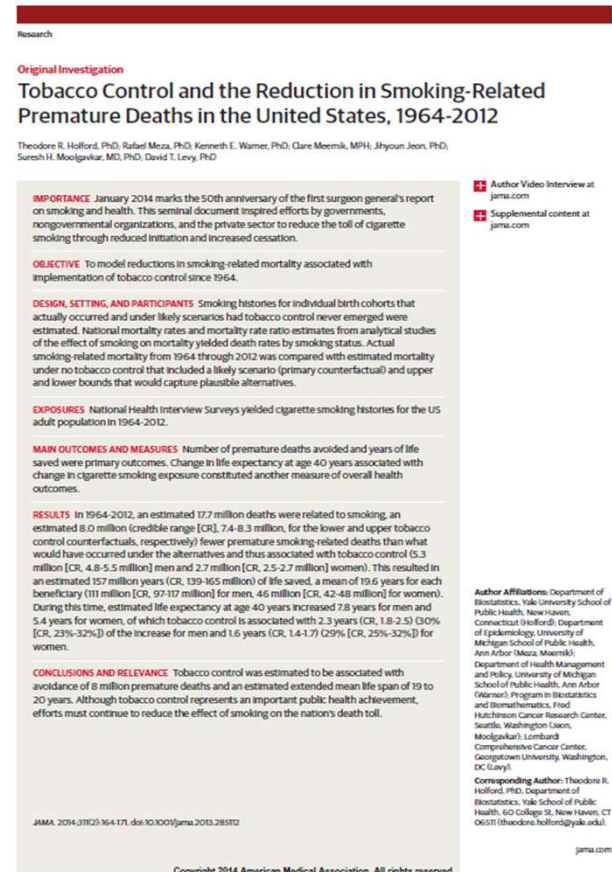 Research
Original Investigation
Tobacco Control and the Reduction in Smoking-Related
Premature Deaths in the United States, 1964-2012
Theodore R. Holford, PhD; Rafael Meza, PhD; Kenneth E. Warner, PhD; Clare Meernik, MPH; Jihyoun Jeon, PhD;
Suresh H. Moolgavkar, MD, PhD; David T. Levy, PhD
IMPORTANCE January 2014 marks the 50th anniversary of the first surgeon general's report
on smoking and health. This seminal document inspired efforts by governments,
nongovernmental organizations, and the private sector to reduce the toll of cigarette
smoking through reduced initiation and increased cessation.
OBJECTIVE To model reductions in smoking-related mortality associated with
implementation of tobacco control since 1964.
DESIGN, SETTING, AND PARTICIPANTS Smoking histories for individual birth cohorts that
actually occurred and under likely scenarios had tobacco control never emerged were
estimated. National mortality rates and mortality rate ratio estimates from analytical studies
of the effect of smoking on mortality yielded death rates by smoking status. Actual
smoking-related mortality from 1964 through 2012 was compared with estimated mortality
under no tobacco control that included a likely scenario (primary counterfactual) and upper
and lower bounds that would capture plausible alternatives.
EXPOSURES National Health Interview Surveys yielded cigarette smoking histories for the US
adult population in 1964-2012.
MAIN OUTCOMES AND MEASURES Number of premature deaths avoided and years of life
saved were primary outcomes. Change in life expectancy at age 40 years associated with
change in cigarette smoking exposure constituted another measure of overall health
outcomes.
RESULTS In 1964-2012, an estimated 17.7 million deaths were related to smoking, an
estimated 8.0 million (credible range [CR], 7.4-8.3 million, for the lower and upper tobacco
control counterfactuals, respectively) fewer premature smoking-related deaths than what
would have occurred under the alternatives and thus associated with tobacco control (5.3
million [CR, 4.8-5.5 million] men and 2.7 million [CR, 2.5-2.7 million] women). This resulted in
an estimated 157 million years (CR, 139-165 million) of life saved, a mean of 19.6 years for each
beneficiary (111 million [CR, 97-117 million] for men, 46 million [CR, 42-48 million] for women).
During this time, estimated life expectancy at age 40 years increased 7.8 years for men and
5.4 years for women, of which tobacco control is associated with 2.3 years (CR, 1.8-2.5) (30%
[CR, 23%-32%]) of the increase for men and 1.6 years (CR, 1.4-1.7) (29% [CR, 25%-32%]) for
women.
CONCLUSIONS AND RELEVANCE Tobacco control was estimated to be associated with
avoidance of 8 million premature deaths and an estimated extended mean life span of 19 to
20 years. Although tobacco control represents an important public health achievement,
efforts must continue to reduce the effect of smoking on the nation's death toll.
JAMA. 2014;311(2):164-171. doi:10.1001/jama.2013.285112
Author Video Interview at
jama.com
Supplemental content at
jama.com
Author Affiliations: Department of
Biostatistics, Yale University School of
Public Health, New Haven,
Connecticut (Holford); Department
of Epidemiology, University of
Michigan School of Public Health,
Ann Arbor (Meza, Meernik);
Department of Health Management
and Policy, University of Michigan
School of Public Health, Ann Arbor
(Warner); Program in Biostatistics
and Biomathematics, Fred
Hutchinson Cancer Research Center,
Seattle, Washington (Jeon,
Moolgavkar); Lombardi
Comprehensive Cancer Center,
Georgetown University, Washington,
DC (Levy).
Corresponding Author: Theodore R.
Holford, PhD, Department of
Biostatistics, Yale School of Public
Health, 60 College St, New Haven, CT
06511 (theodore.holford@yale.edu).
jama.com
Copyright 2014 American Medical Association. All rights reserved.